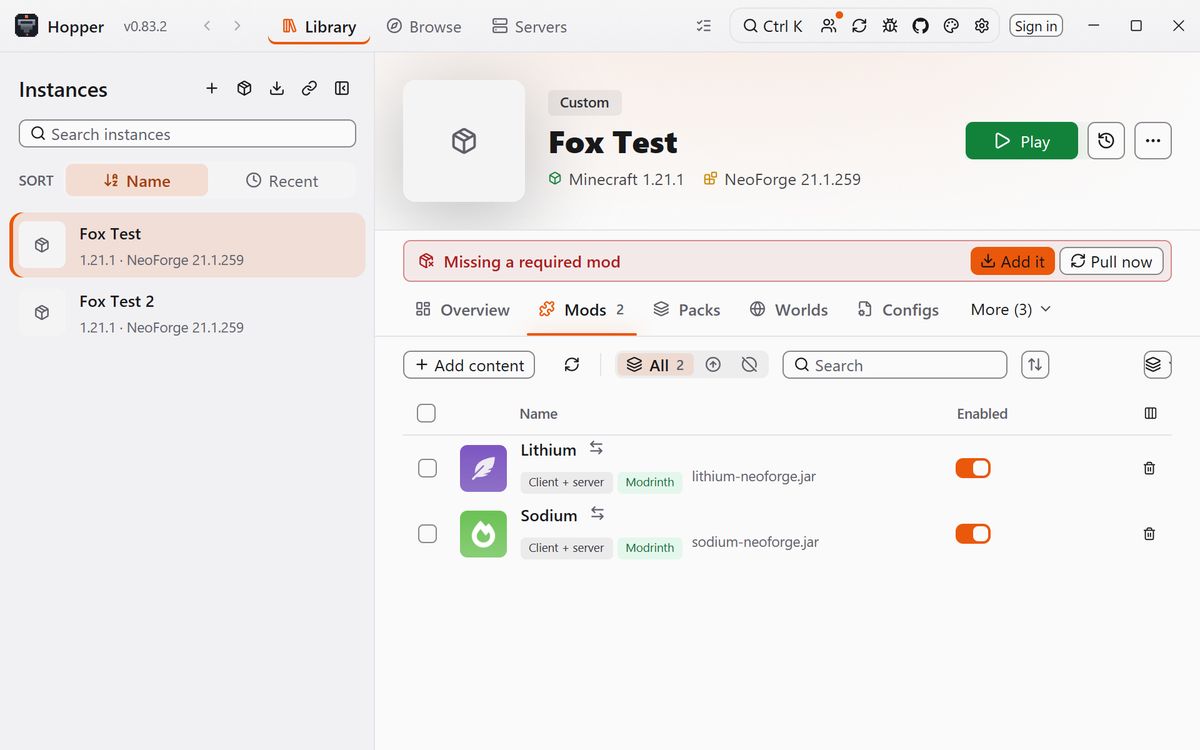 Hopper v0.83.2 Library Browse Servers Ctrl K Sign in
Instances
Search instances
SORT Name Recent
Fox Test
1.21.1 · NeoForge 21.1.259
Fox Test 2
1.21.1 · NeoForge 21.1.259
Custom
Fox Test
Minecraft 1.21.1 NeoForge 21.1.259
Play
Missing a required mod Add it Pull now
Overview Mods 2 Packs Worlds Configs More (3)
Add content All 2 Search
Name Enabled
Lithium
Client + server Modrinth lithium-neoforge.jar
Sodium
Client + server Modrinth sodium-neoforge.jar